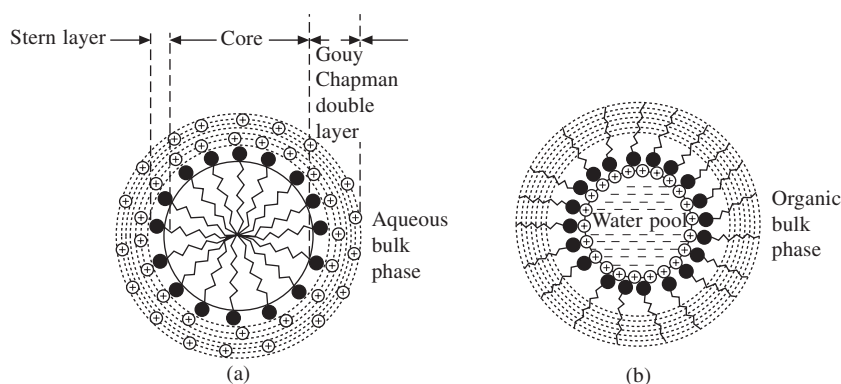 Stern layer
Core
Gouy
Chapman
double
layer
Aqueous
bulk
phase
(a)
Water pool
Organic
bulk
phase
(b)